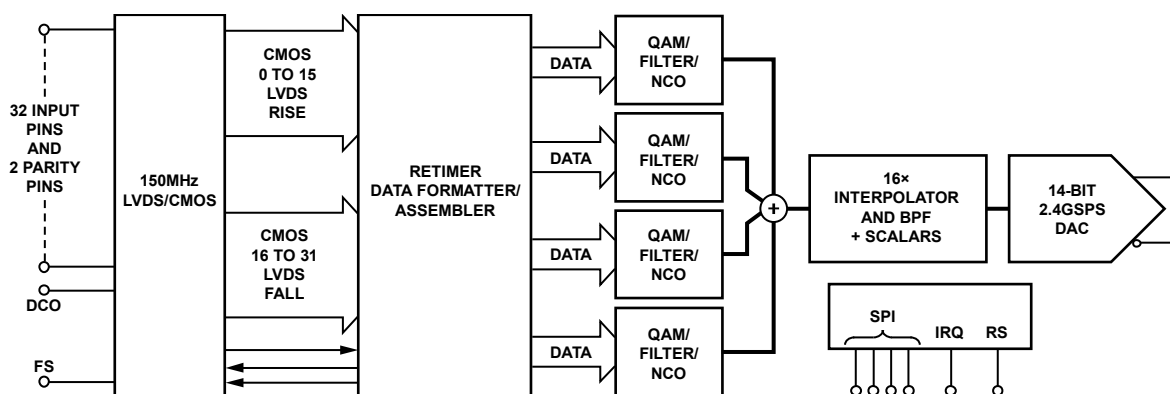 32 INPUT
PINS
AND
2 PARITY
PINS
DCO
FS
150MHz
LVDS/CMOS
CMOS
0 TO 15
LVDS
RISE
CMOS
16 TO 31
LVDS
FALL
RETIMER
DATA FORMATTER/
ASSEMBLER
DATA
DATA
DATA
DATA
QAM/
FILTER/
NCO
QAM/
FILTER/
NCO
QAM/
FILTER/
NCO
QAM/
FILTER/
NCO
+
16×
INTERPOLATOR
AND BPF
+ SCALARS
14-BIT
2.4GSPS
DAC
SPI
IRQ
RS